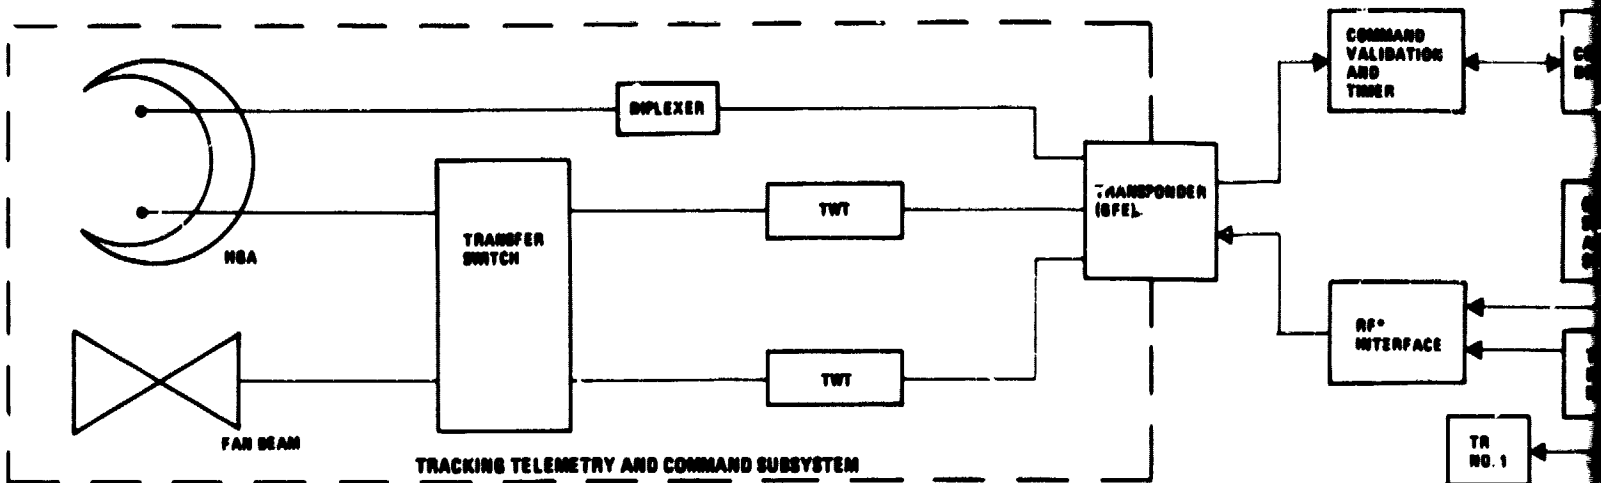 COMMAND
VALIDATION
AND
TIMER
DIPLEXER
TRANSPONDER
(GFE)
TWT
TRANSFER
SWITCH
HGA
RF*
INTERFACE
TWT
FAN BEAM
TR
NO. 1
TRACKING TELEMETRY AND COMMAND SUBSYSTEM